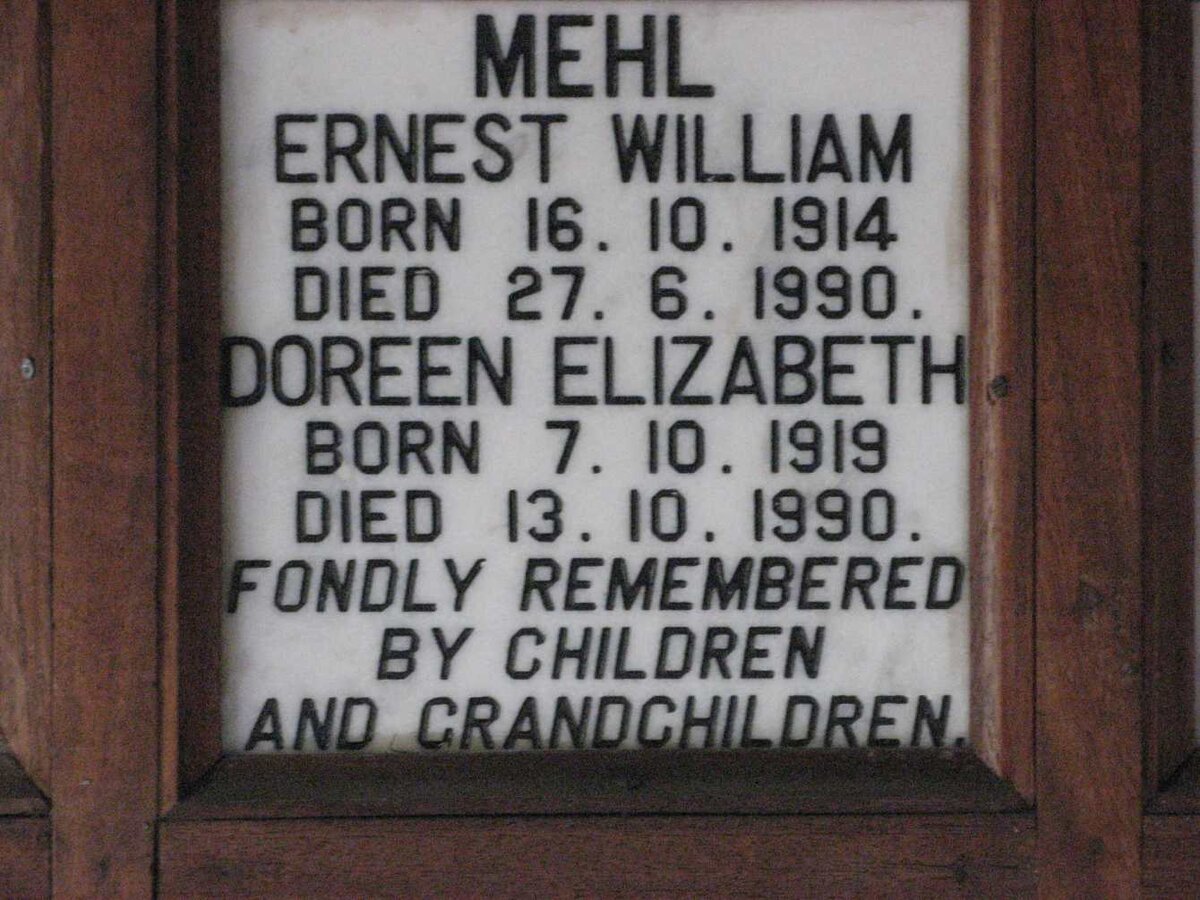 MEHL
ERNEST WILLIAM
BORN 16. 10. 1914
DIED 27. 6. 1990.
DOREEN ELIZABETH
BORN 7. 10. 1919
DIED 13. 10. 1990.
FONDLY REMEMBERED
BY CHILDREN
AND GRANDCHILDREN.